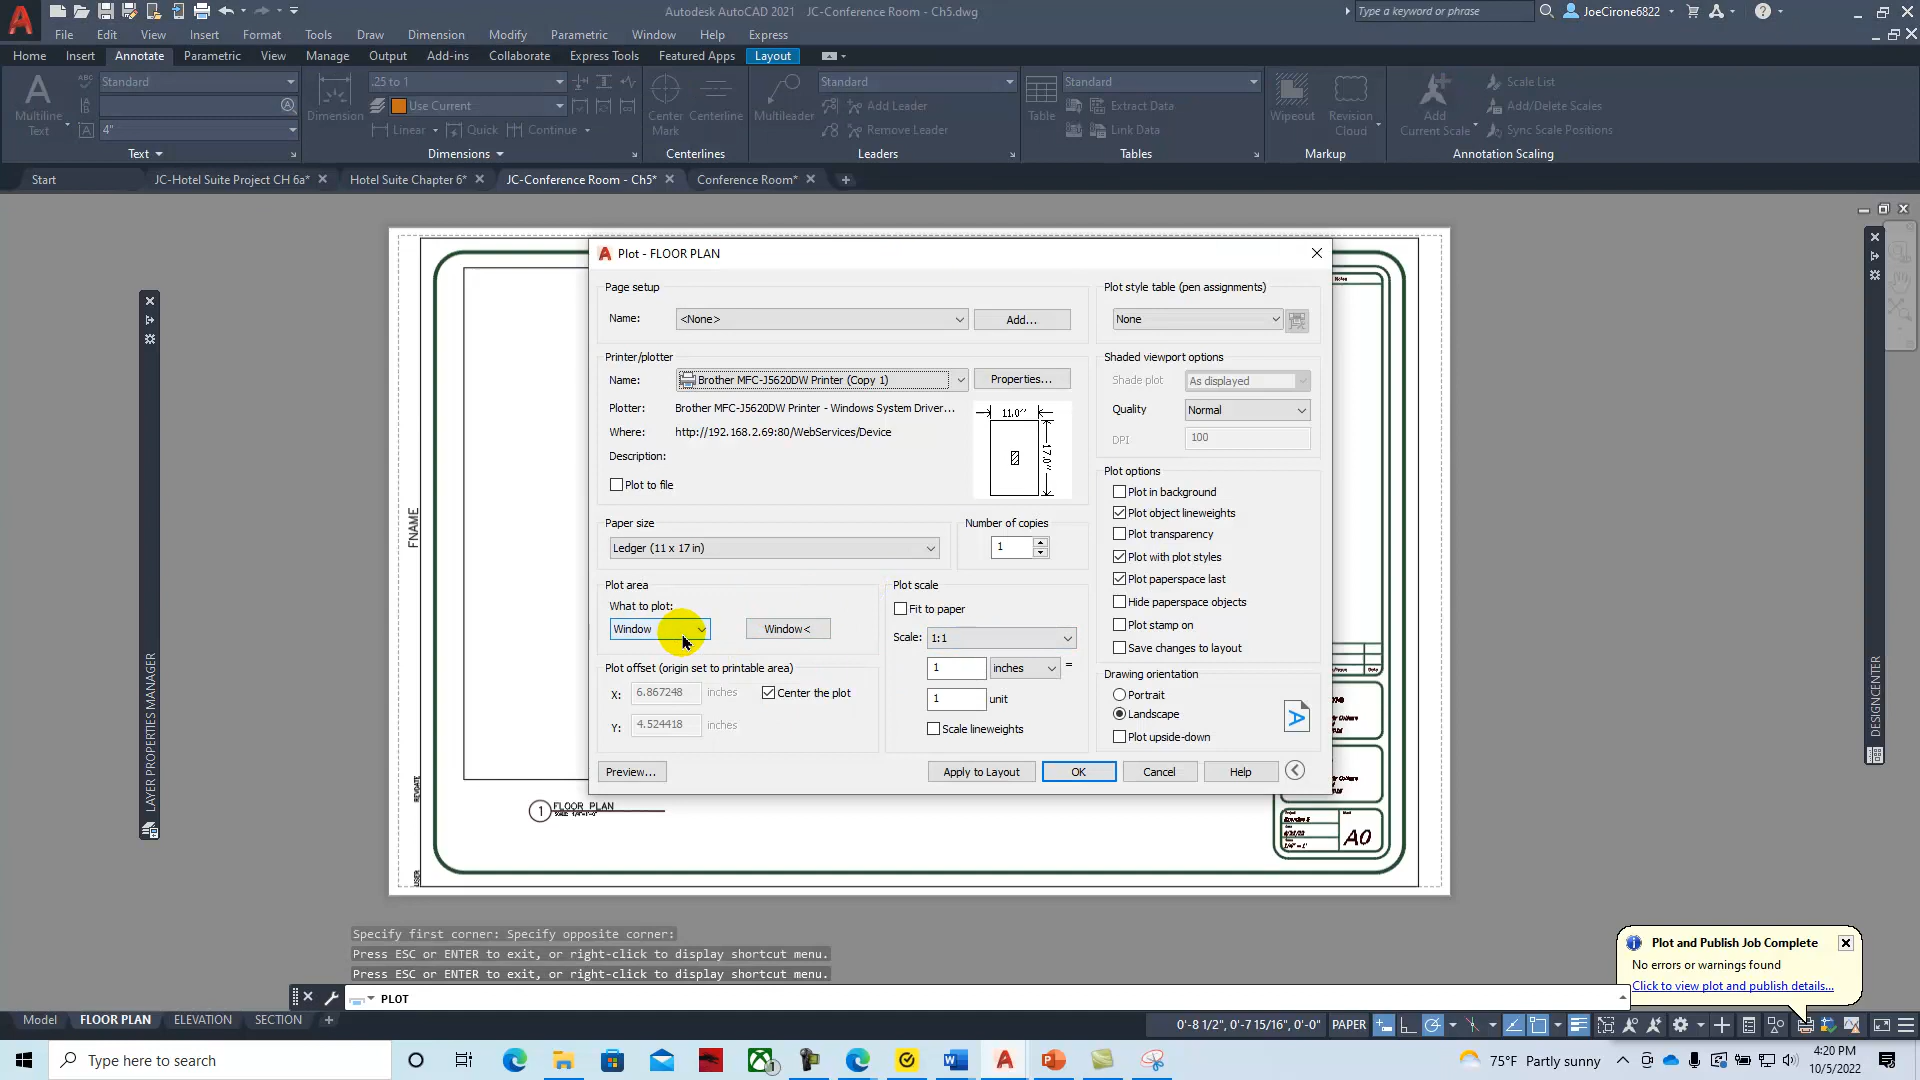 Autodesk AutoCAD 2021 JC-Conference Room - Ch5.dwg
Type a keyword or phrase
JoeCirone6822
File Edit View Insert Format Tools Draw Dimension Modify Parametric Window Help Express
Home Insert Annotate Parametric View Manage Output Add-ins Collaborate Express Tools Featured Apps Layout
Multiline Text
Standard
4"
Text
Dimension
.25 to 1
Use Current
Linear Quick Continue
Dimensions
Center Mark
Centerline
Centerlines
Multileader
Standard
Add Leader
Remove Leader
Leaders
Table
Standard
Extract Data
Link Data
Tables
Wipeout
Revision Cloud
Markup
Add Current Scale
Scale List
Add/Delete Scales
Sync Scale Positions
Annotation Scaling
Start
JC-Hotel Suite Project CH 6a*
Hotel Suite Chapter 6*
JC-Conference Room - Ch5*
Conference Room*
LAYER PROPERTIES MANAGER
DESIGNCENTER
FNAME
REVDATE
USER
1 FLOOR PLAN
SCALE: 1/4"=1'-0"
A0
Plot - FLOOR PLAN
Page setup
Name: <None> Add...
Printer/plotter
Name: Brother MFC-J5620DW Printer (Copy 1) Properties...
Plotter: Brother MFC-J5620DW Printer - Windows System Driver...
Where: http://192.168.2.69:80/WebServices/Device
Description:
Plot to file
11.0''
17.0''
Paper size
Ledger (11 x 17 in)
Number of copies
1
Plot area
What to plot:
Window Window<
Plot offset (origin set to printable area)
X: 6.867248 inches Center the plot
Y: 4.524418 inches
Plot scale
Fit to paper
Scale: 1:1
1 inches =
1 unit
Scale lineweights
Plot style table (pen assignments)
None
Shaded viewport options
Shade plot As displayed
Quality Normal
DPI 100
Plot options
Plot in background
Plot object lineweights
Plot transparency
Plot with plot styles
Plot paperspace last
Hide paperspace objects
Plot stamp on
Save changes to layout
Drawing orientation
Portrait
Landscape
Plot upside-down
A
Preview... Apply to Layout OK Cancel Help
Specify first corner: Specify opposite corner:
Press ESC or ENTER to exit, or right-click to display shortcut menu.
Press ESC or ENTER to exit, or right-click to display shortcut menu.
PLOT
Plot and Publish Job Complete
No errors or warnings found
Click to view plot and publish details...
Model FLOOR PLAN ELEVATION SECTION
0'-8 1/2", 0'-7 15/16", 0'-0" PAPER
Type here to search
75°F Partly sunny
4:20 PM
10/5/2022